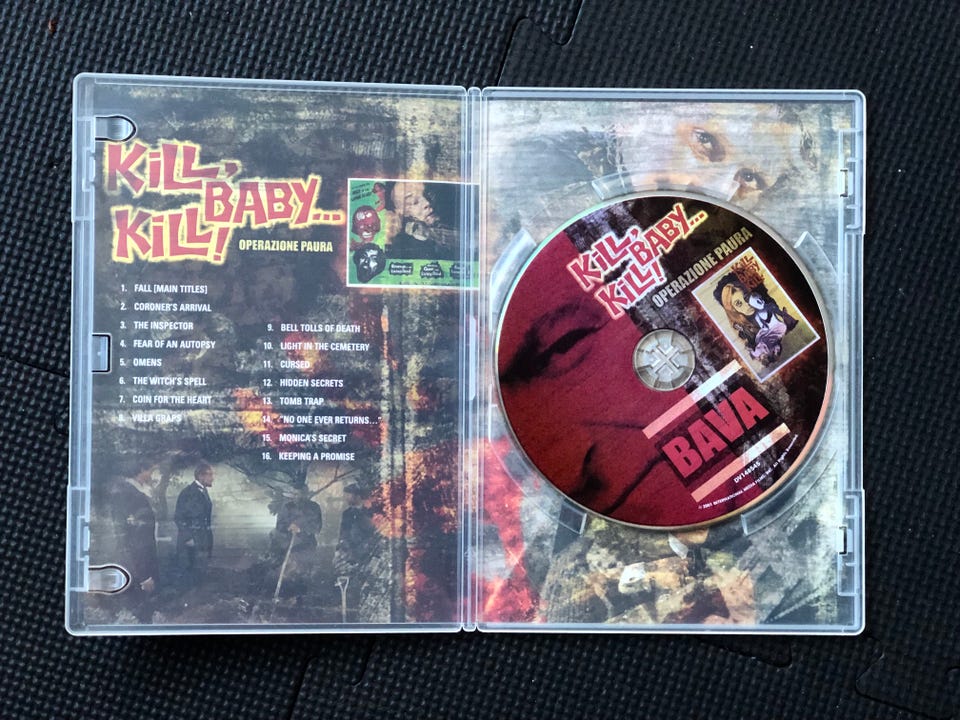 KiLL,
BABY...
KiLL!
OPERAZIONE PAURA
1. FALL [MAIN TITLES]
2. CORONER'S ARRIVAL
3. THE INSPECTOR
4. FEAR OF AN AUTOPSY
5. OMENS
6. THE WITCH'S SPELL
7. COIN FOR THE HEART
8. VILLA GRAPS
9. BELL TOLLS OF DEATH
10. LIGHT IN THE CEMETERY
11. CURSED
12. HIDDEN SECRETS
13. TOMB TRAP
14. "NO ONE EVER RETURNS..."
15. MONICA'S SECRET
16. KEEPING A PROMISE
KiLL,
BABY...
KiLL!
OPERAZIONE PAURA
KILL
BABY
KILL
BAVA